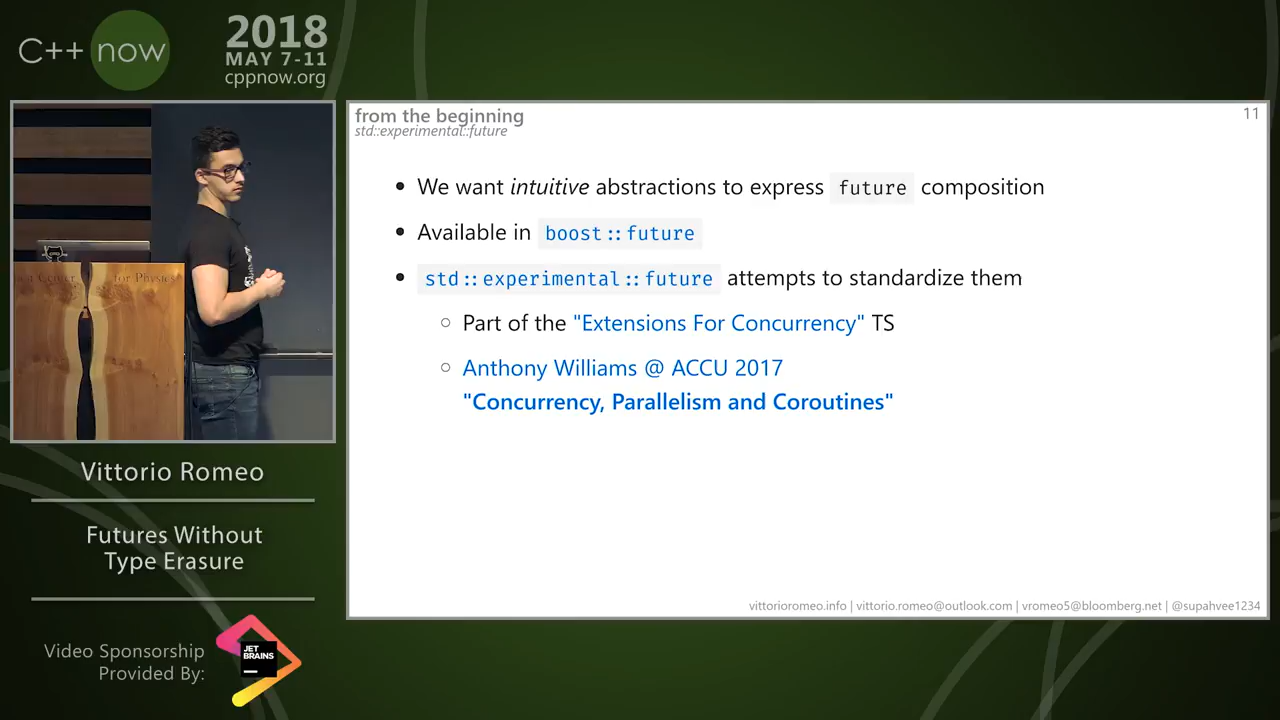 C++ now
2018
MAY 7-11
cppnow.org
for Physics
Vittorio Romeo
Futures Without
Type Erasure
Video Sponsorship
Provided By:
JET
BRAINS
from the beginning
std::experimental::future
11
We want intuitive abstractions to express future composition
Available in boost::future
std::experimental::future attempts to standardize them
Part of the "Extensions For Concurrency" TS
Anthony Williams @ ACCU 2017
"Concurrency, Parallelism and Coroutines"
vittorioromeo.info | vittorio.romeo@outlook.com | vromeo5@bloomberg.net | @supahvee1234